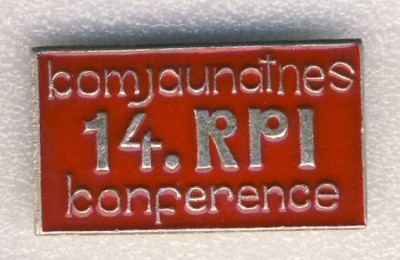 komjaunatnes
14. RPI
konference